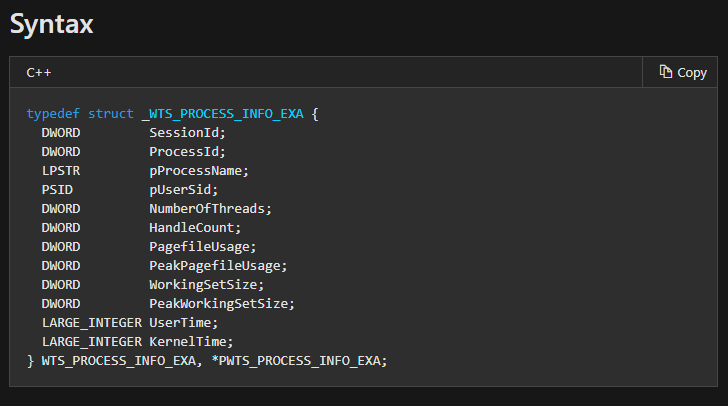 Syntax
C++ Copy
typedef struct _WTS_PROCESS_INFO_EXA {
  DWORD         SessionId;
  DWORD         ProcessId;
  LPSTR         pProcessName;
  PSID          pUserSid;
  DWORD         NumberOfThreads;
  DWORD         HandleCount;
  DWORD         PagefileUsage;
  DWORD         PeakPagefileUsage;
  DWORD         WorkingSetSize;
  DWORD         PeakWorkingSetSize;
  LARGE_INTEGER UserTime;
  LARGE_INTEGER KernelTime;
} WTS_PROCESS_INFO_EXA, *PWTS_PROCESS_INFO_EXA;